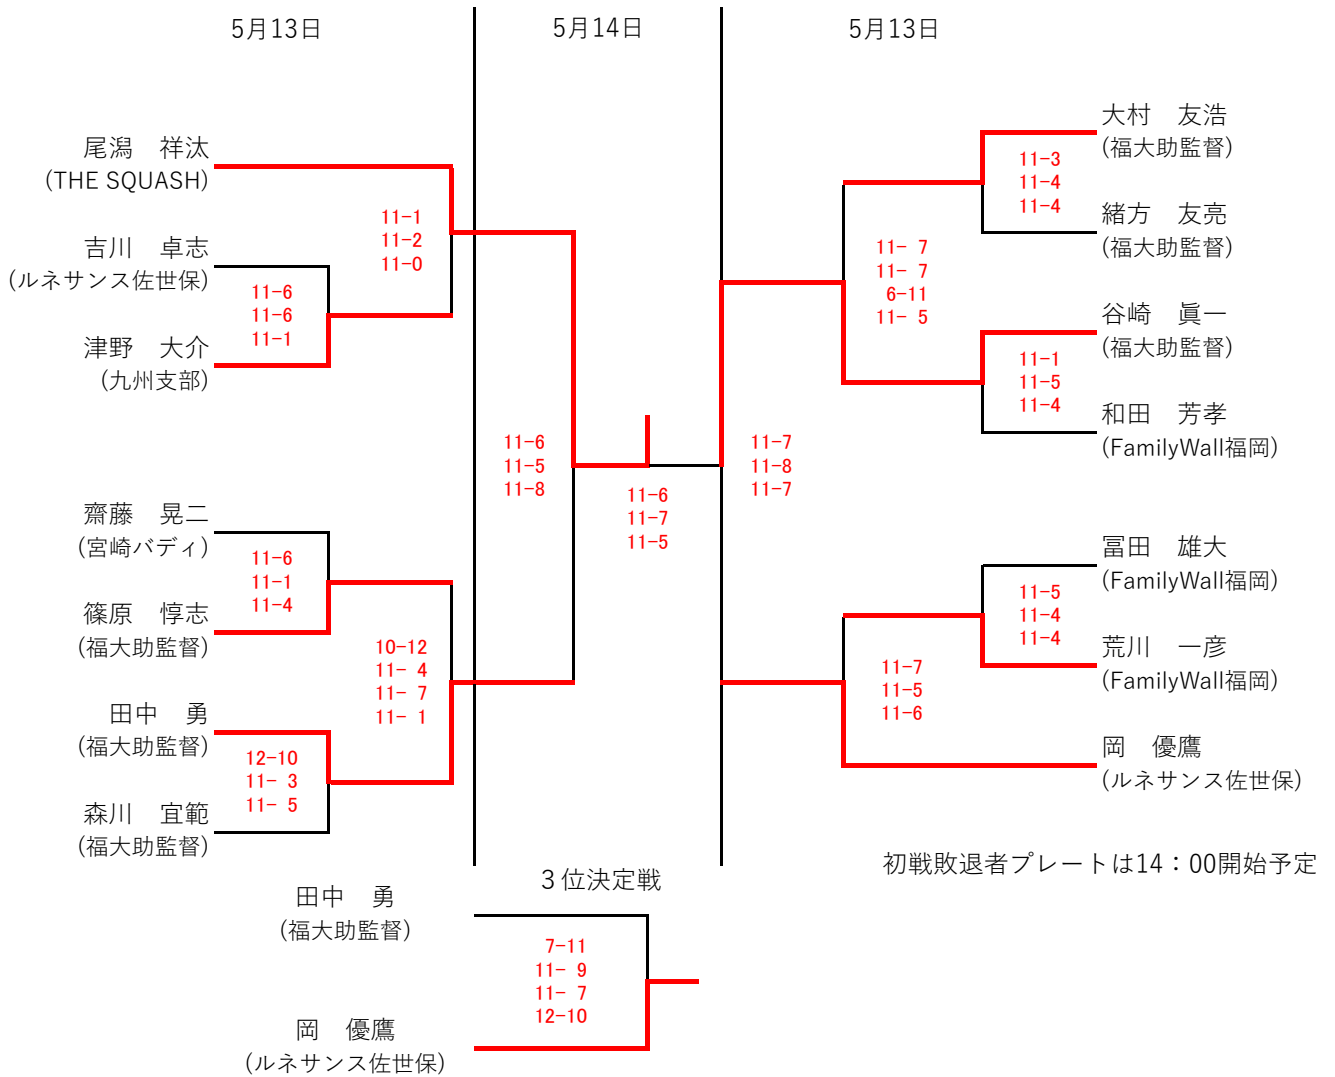 5月13日
5月14日
5月13日
尾潟　祥汰
(THE SQUASH)
吉川　卓志
(ルネサンス佐世保)
津野　大介
(九州支部)
11-1
11-2
11-0
11-6
11-6
11-1
齋藤　晃二
(宮崎バディ)
篠原　惇志
(福大助監督)
田中　勇
(福大助監督)
森川　宜範
(福大助監督)
11-6
11-1
11-4
10-12
11- 4
11- 7
11- 1
12-10
11- 3
11- 5
11-6
11-5
11-8
11-6
11-7
11-5
11-7
11-8
11-7
大村　友浩
(福大助監督)
緒方　友亮
(福大助監督)
谷崎　眞一
(福大助監督)
和田　芳孝
(FamilyWall福岡)
11-3
11-4
11-4
11- 7
11- 7
6-11
11- 5
11-1
11-5
11-4
冨田　雄大
(FamilyWall福岡)
荒川　一彦
(FamilyWall福岡)
岡　優鷹
(ルネサンス佐世保)
11-5
11-4
11-4
11-7
11-5
11-6
初戦敗退者プレートは14：00開始予定
３位決定戦
田中　勇
(福大助監督)
7-11
11- 9
11- 7
12-10
岡　優鷹
(ルネサンス佐世保)